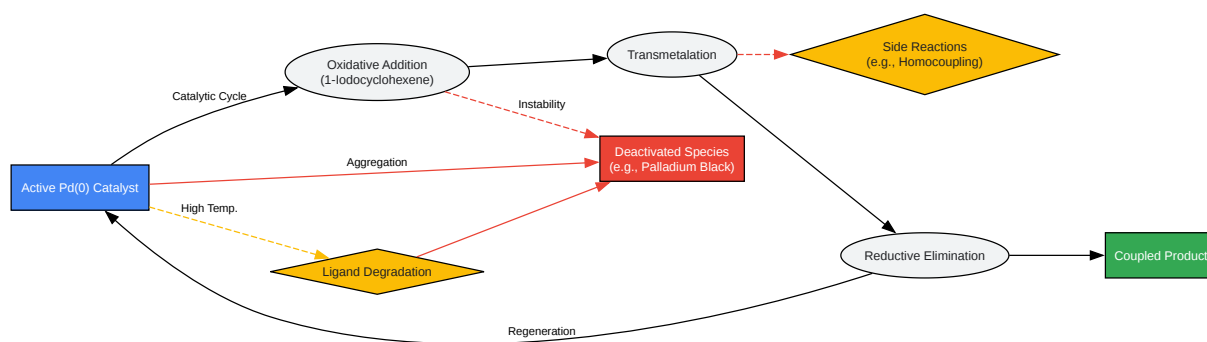 Side Reactions
(e.g., Homocoupling)
Transmetalation
Oxidative Addition
(1-Iodocyclohexene)
Catalytic Cycle
Instability
Deactivated Species
(e.g., Palladium Black)
Aggregation
Active Pd(0) Catalyst
High Temp.
Ligand Degradation
Reductive Elimination
Coupled Product
Regeneration